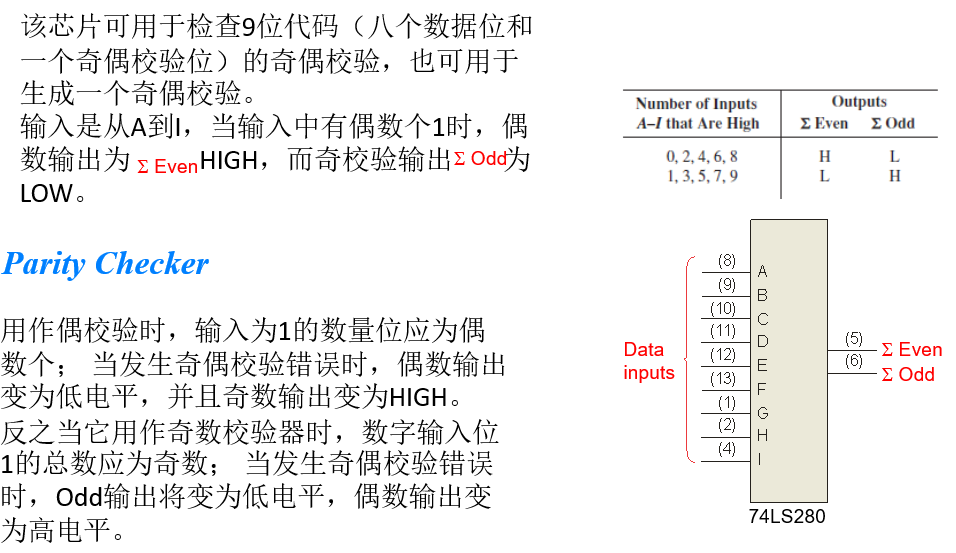 该芯片可用于检查9位代码（八个数据位和
一个奇偶校验位）的奇偶校验，也可用于
生成一个奇偶校验。
输入是从A到I，当输入中有偶数个1时，偶
数输出为 Σ Even HIGH，而奇校验输出Σ Odd为
LOW。
Parity Checker
用作偶校验时，输入为1的数量位应为偶
数个； 当发生奇偶校验错误时，偶数输出
变为低电平，并且奇数输出变为HIGH。
反之当它用作奇数校验器时，数字输入位
1的总数应为奇数； 当发生奇偶校验错误
时，Odd输出将变为低电平，偶数输出变
为高电平。
Number of Inputs
A–I that Are High
Outputs
Σ Even Σ Odd
0, 2, 4, 6, 8 H L
1, 3, 5, 7, 9 L H
Data
inputs
(8) A
(9) B
(10) C
(11) D
(12) E
(13) F
(1) G
(2) H
(4) I
(5) Σ Even
(6) Σ Odd
74LS280